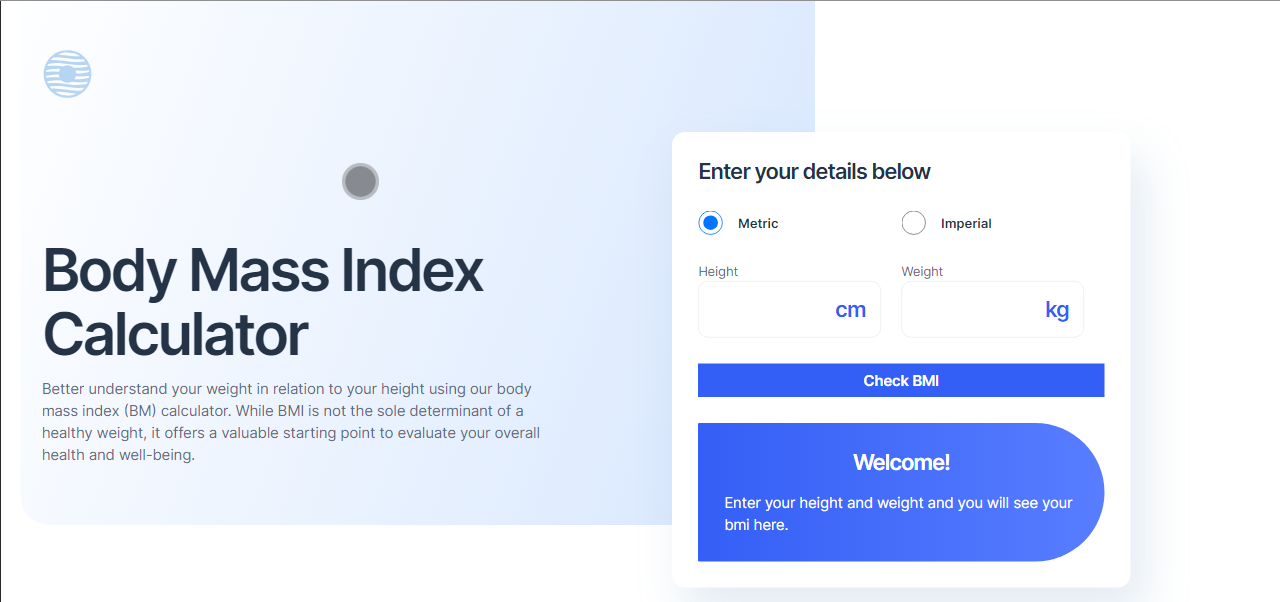 Body Mass Index
Calculator
Better understand your weight in relation to your height using our body
mass index (BM) calculator. While BMI is not the sole determinant of a
healthy weight, it offers a valuable starting point to evaluate your overall
health and well-being.
Enter your details below
Metric
Imperial
Height
Weight
cm
kg
Check BMI
Welcome!
Enter your height and weight and you will see your
bmi here.